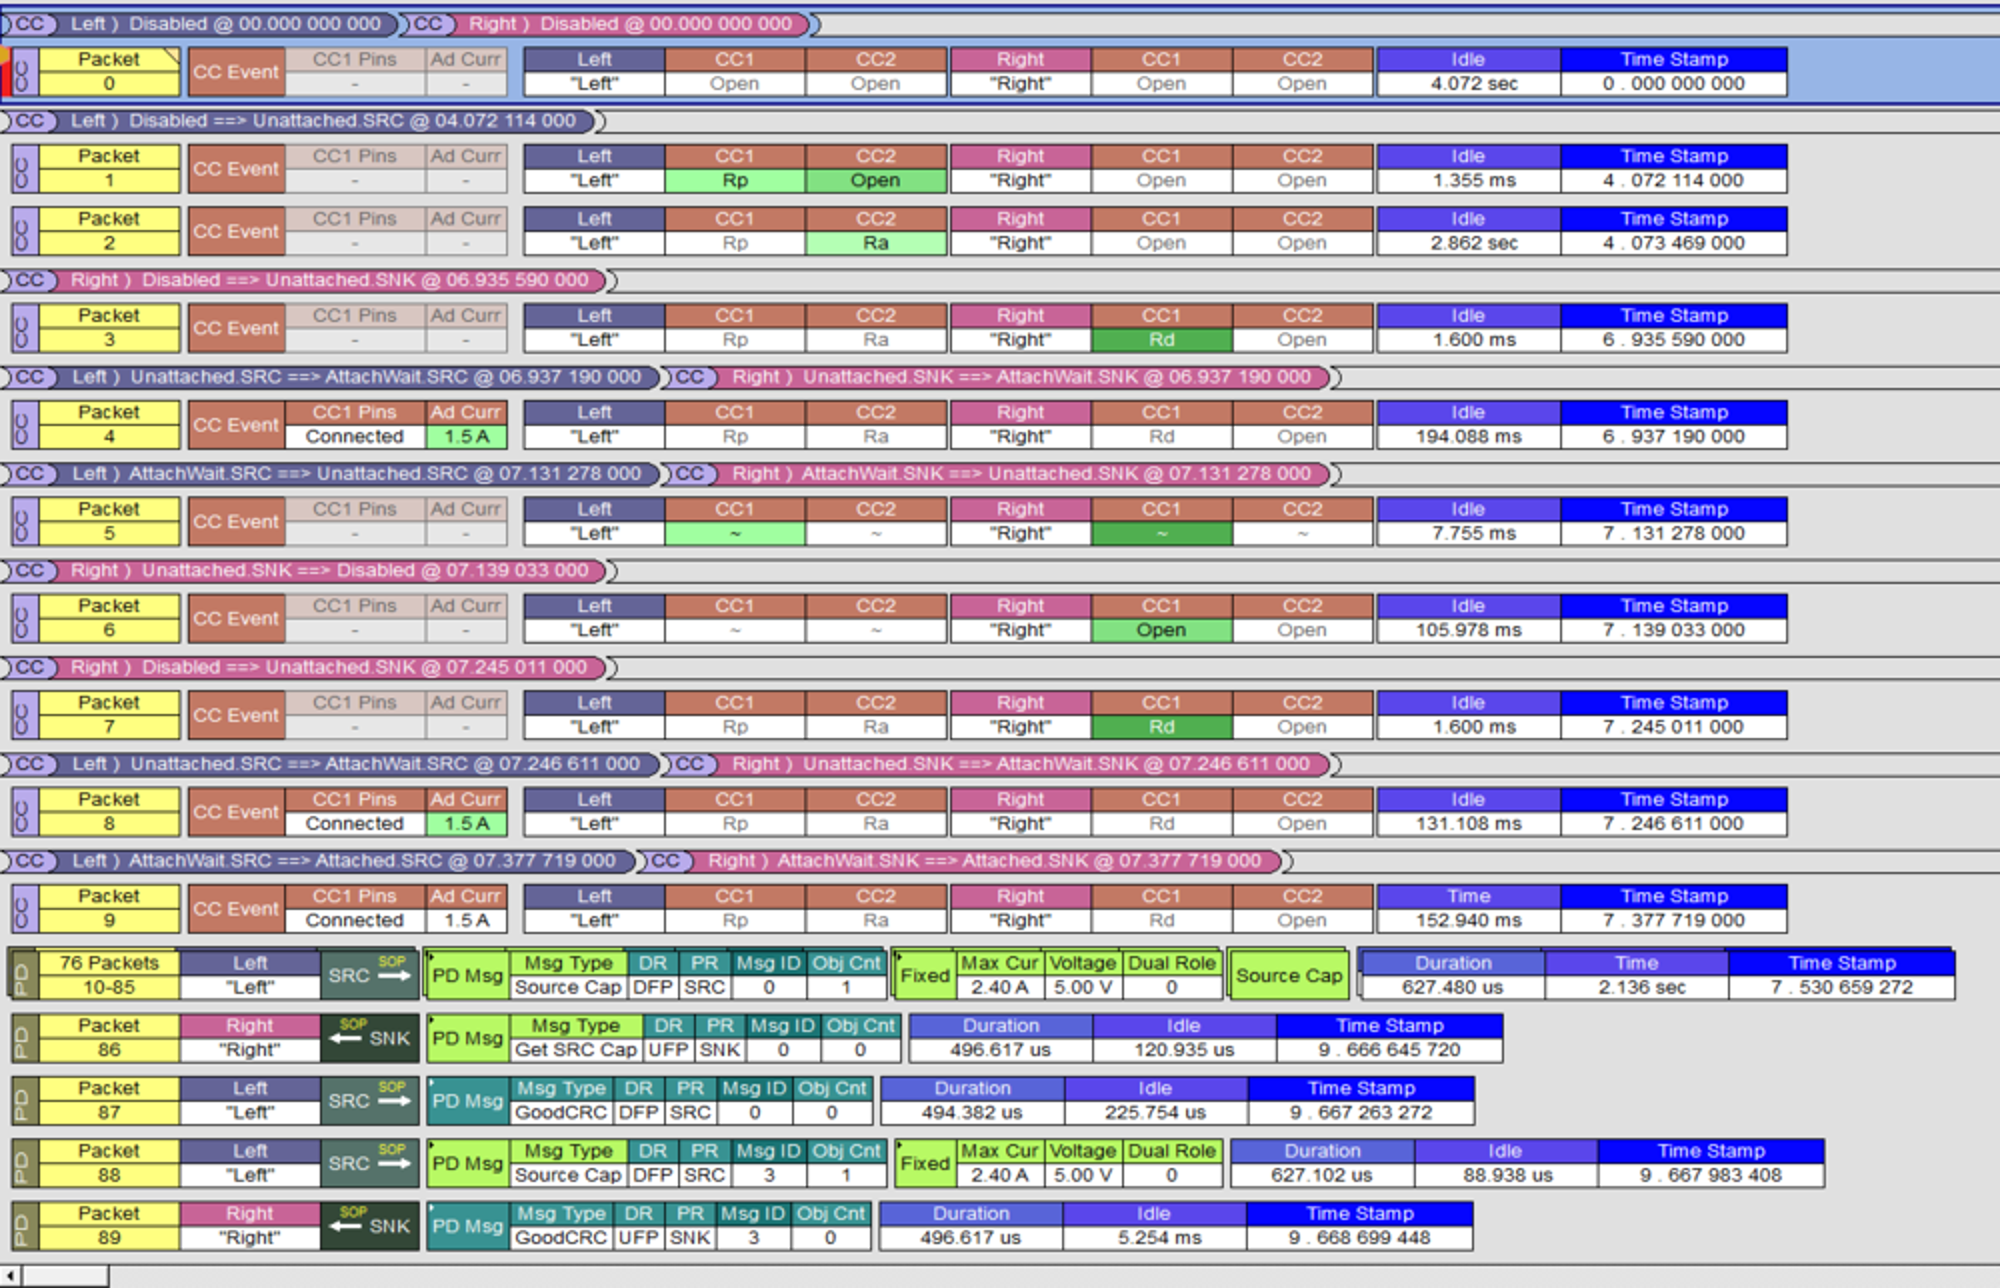 CC Left ) Disabled @ 00.000 000 000 CC Right ) Disabled @ 00.000 000 000
CC Packet CC Event CC1 Pins Ad Curr Left CC1 CC2 Right CC1 CC2 Idle Time Stamp
0 - - "Left" Open Open "Right" Open Open 4.072 sec 0 . 000 000 000
CC Left ) Disabled ==> Unattached.SRC @ 04.072 114 000
CC Packet CC Event CC1 Pins Ad Curr Left CC1 CC2 Right CC1 CC2 Idle Time Stamp
1 - - "Left" Rp Open "Right" Open Open 1.355 ms 4 . 072 114 000
CC Packet CC Event CC1 Pins Ad Curr Left CC1 CC2 Right CC1 CC2 Idle Time Stamp
2 - - "Left" Rp Ra "Right" Open Open 2.862 sec 4 . 073 469 000
CC Right ) Disabled ==> Unattached.SNK @ 06.935 590 000
CC Packet CC Event CC1 Pins Ad Curr Left CC1 CC2 Right CC1 CC2 Idle Time Stamp
3 - - "Left" Rp Ra "Right" Rd Open 1.600 ms 6 . 935 590 000
CC Left ) Unattached.SRC ==> AttachWait.SRC @ 06.937 190 000 CC Right ) Unattached.SNK ==> AttachWait.SNK @ 06.937 190 000
CC Packet CC Event CC1 Pins Ad Curr Left CC1 CC2 Right CC1 CC2 Idle Time Stamp
4 Connected 1.5 A "Left" Rp Ra "Right" Rd Open 194.088 ms 6 . 937 190 000
CC Left ) AttachWait.SRC ==> Unattached.SRC @ 07.131 278 000 CC Right ) AttachWait.SNK ==> Unattached.SNK @ 07.131 278 000
CC Packet CC Event CC1 Pins Ad Curr Left CC1 CC2 Right CC1 CC2 Idle Time Stamp
5 - - "Left" ~ ~ "Right" ~ ~ 7.755 ms 7 . 131 278 000
CC Right ) Unattached.SNK ==> Disabled @ 07.139 033 000
CC Packet CC Event CC1 Pins Ad Curr Left CC1 CC2 Right CC1 CC2 Idle Time Stamp
6 - - "Left" ~ ~ "Right" Open Open 105.978 ms 7 . 139 033 000
CC Right ) Disabled ==> Unattached.SNK @ 07.245 011 000
CC Packet CC Event CC1 Pins Ad Curr Left CC1 CC2 Right CC1 CC2 Idle Time Stamp
7 - - "Left" Rp Ra "Right" Rd Open 1.600 ms 7 . 245 011 000
CC Left ) Unattached.SRC ==> AttachWait.SRC @ 07.246 611 000 CC Right ) Unattached.SNK ==> AttachWait.SNK @ 07.246 611 000
CC Packet CC Event CC1 Pins Ad Curr Left CC1 CC2 Right CC1 CC2 Idle Time Stamp
8 Connected 1.5 A "Left" Rp Ra "Right" Rd Open 131.108 ms 7 . 246 611 000
CC Left ) AttachWait.SRC ==> Attached.SRC @ 07.377 719 000 CC Right ) AttachWait.SNK ==> Attached.SNK @ 07.377 719 000
CC Packet CC Event CC1 Pins Ad Curr Left CC1 CC2 Right CC1 CC2 Time Time Stamp
9 Connected 1.5 A "Left" Rp Ra "Right" Rd Open 152.940 ms 7 . 377 719 000
PD 76 Packets Left SRC SOP PD Msg Msg Type DR PR Msg ID Obj Cnt Fixed Max Cur Voltage Dual Role Source Cap Duration Time Time Stamp
10-85 "Left" Source Cap DFP SRC 0 1 2.40 A 5.00 V 0 627.480 us 2.136 sec 7 . 530 659 272
PD Packet Right SOP SNK PD Msg Msg Type DR PR Msg ID Obj Cnt Duration Idle Time Stamp
86 "Right" Get SRC Cap UFP SNK 0 0 496.617 us 120.935 us 9 . 666 645 720
PD Packet Left SRC SOP PD Msg Msg Type DR PR Msg ID Obj Cnt Duration Idle Time Stamp
87 "Left" GoodCRC DFP SRC 0 0 494.382 us 225.754 us 9 . 667 263 272
PD Packet Left SRC SOP PD Msg Msg Type DR PR Msg ID Obj Cnt Fixed Max Cur Voltage Dual Role Duration Idle Time Stamp
88 "Left" Source Cap DFP SRC 3 1 2.40 A 5.00 V 0 627.102 us 88.938 us 9 . 667 983 408
PD Packet Right SOP SNK PD Msg Msg Type DR PR Msg ID Obj Cnt Duration Idle Time Stamp
89 "Right" GoodCRC UFP SNK 3 0 496.617 us 5.254 ms 9 . 668 699 448